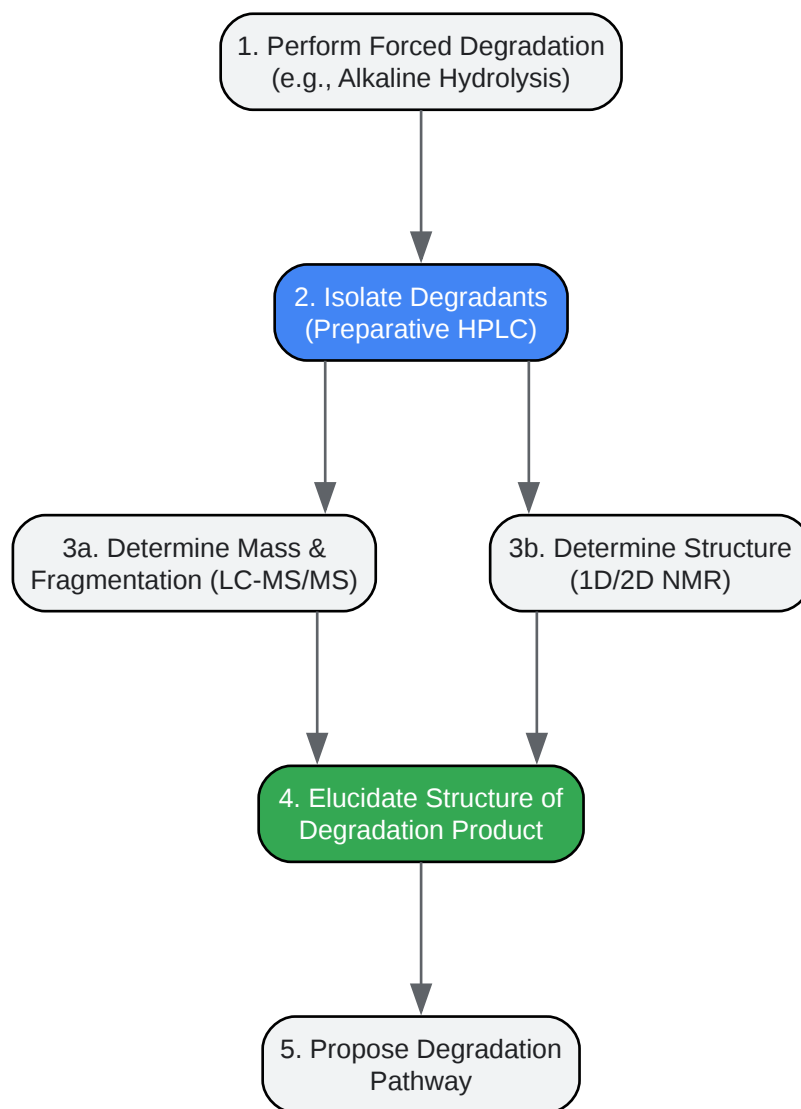 1. Perform Forced Degradation
(e.g., Alkaline Hydrolysis)
2. Isolate Degradants
(Preparative HPLC)
3a. Determine Mass &
Fragmentation (LC-MS/MS)
3b. Determine Structure
(1D/2D NMR)
4. Elucidate Structure of
Degradation Product
5. Propose Degradation
Pathway